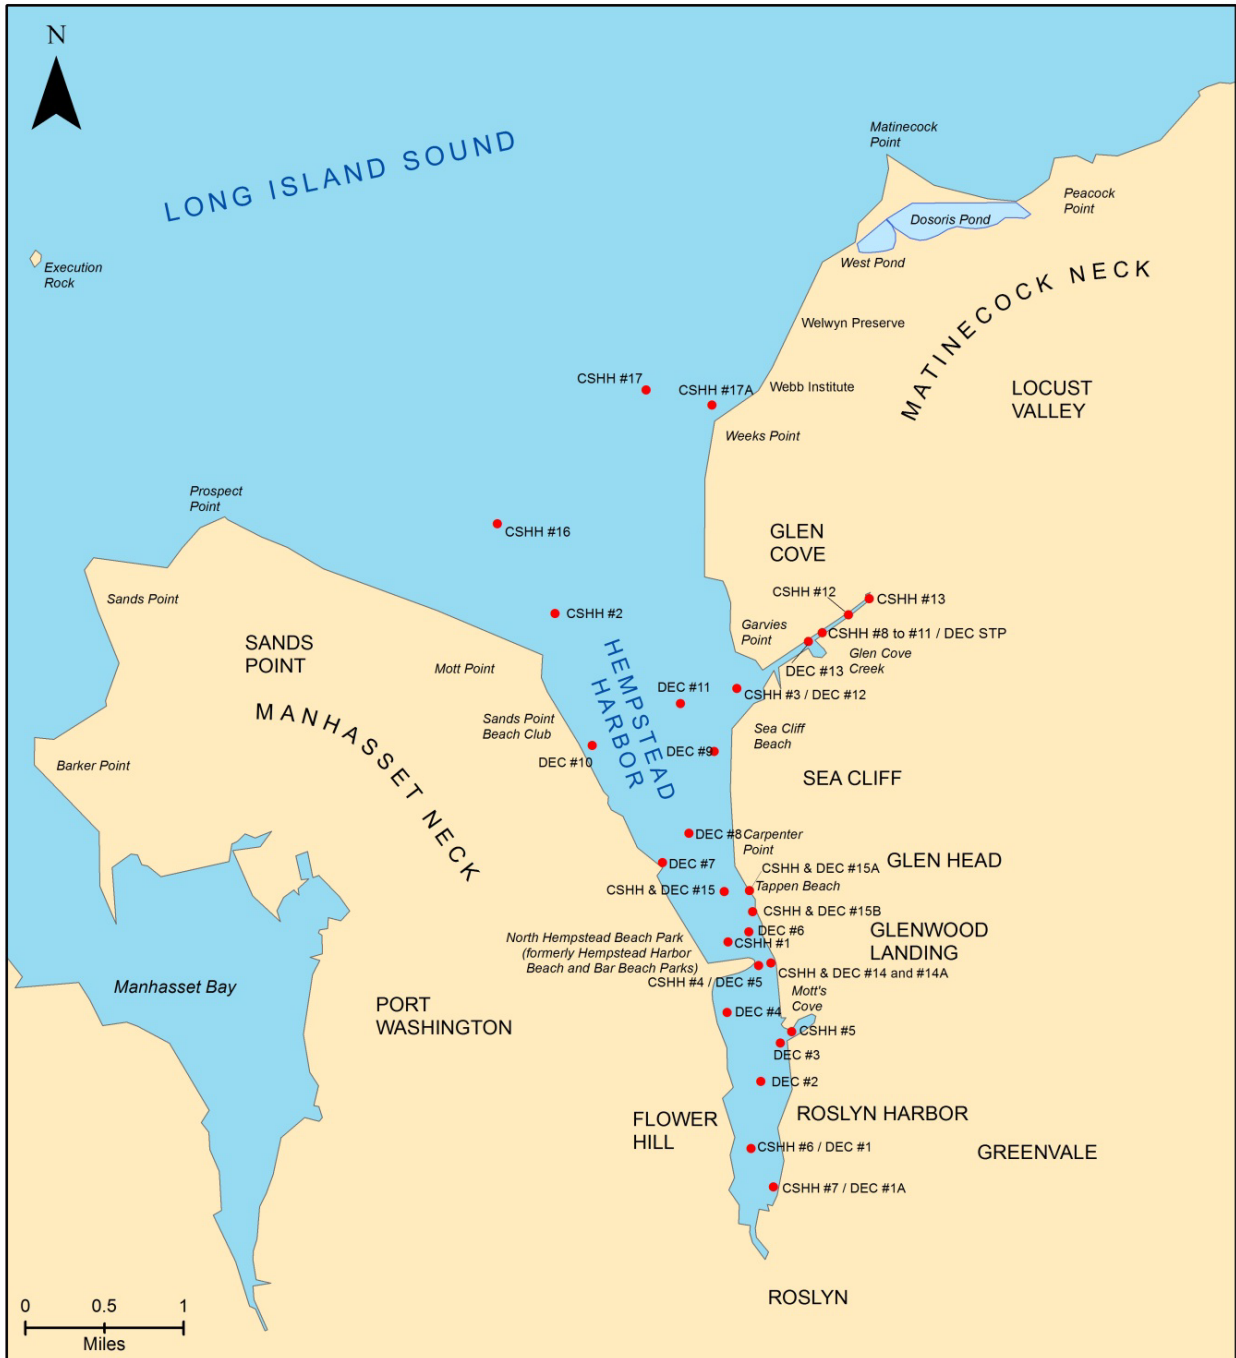 N
LONG ISLAND SOUND
Matinecock
Point
Peacock
Point
Dosoris Pond
Execution
Rock
West Pond
MATINECOCK NECK
Welwyn Preserve
CSHH #17
CSHH #17A
Webb Institute
LOCUST
VALLEY
Weeks Point
Prospect
Point
CSHH #16
GLEN
COVE
CSHH #12
CSHH #13
Sands Point
CSHH #2
Garvies
Point
CSHH #8 to #11 / DEC STP
SANDS
POINT
HEMPSTEAD
HARBOR
Glen Cove
Creek
Mott Point
DEC #13
DEC #11
CSHH #3 / DEC #12
MANHASSET NECK
Sands Point
Beach Club
Sea Cliff
Beach
DEC #9
DEC #10
Barker Point
SEA CLIFF
DEC #8
Carpenter
Point
DEC #7
GLEN HEAD
CSHH & DEC #15A
CSHH & DEC #15
Tappen Beach
CSHH & DEC #15B
DEC #6
GLENWOOD
LANDING
North Hempstead Beach Park
(formerly Hempstead Harbor
Beach and Bar Beach Parks)
CSHH #1
CSHH #4 / DEC #5
CSHH & DEC #14 and #14A
Manhasset Bay
Mott's
Cove
PORT
WASHINGTON
DEC #4
CSHH #5
DEC #3
DEC #2
FLOWER
HILL
ROSLYN HARBOR
CSHH #6 / DEC #1
GREENVALE
CSHH #7 / DEC #1A
ROSLYN
0 0.5 1
Miles